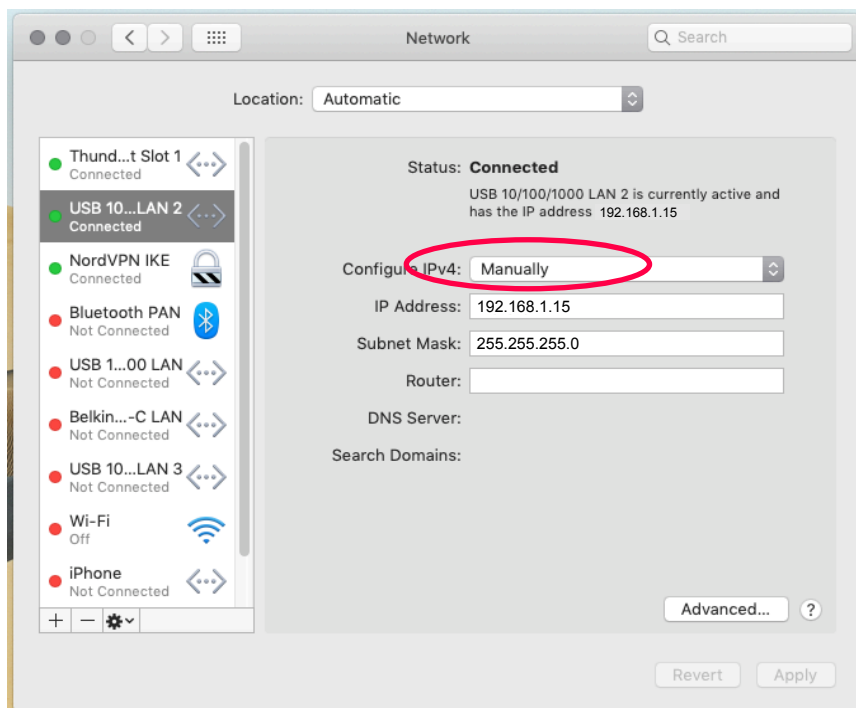 Network
Search
Location: Automatic
Thund...t Slot 1
Connected
USB 10...LAN 2
Connected
NordVPN IKE
Connected
Bluetooth PAN
Not Connected
USB 1...00 LAN
Not Connected
Belkin...-C LAN
Not Connected
USB 10...LAN 3
Not Connected
Wi-Fi
Off
iPhone
Not Connected
Status: Connected
USB 10/100/1000 LAN 2 is currently active and
has the IP address 192.168.1.15
Configure IPv4: Manually
IP Address: 192.168.1.15
Subnet Mask: 255.255.255.0
Router:
DNS Server:
Search Domains:
Advanced... ?
Revert Apply